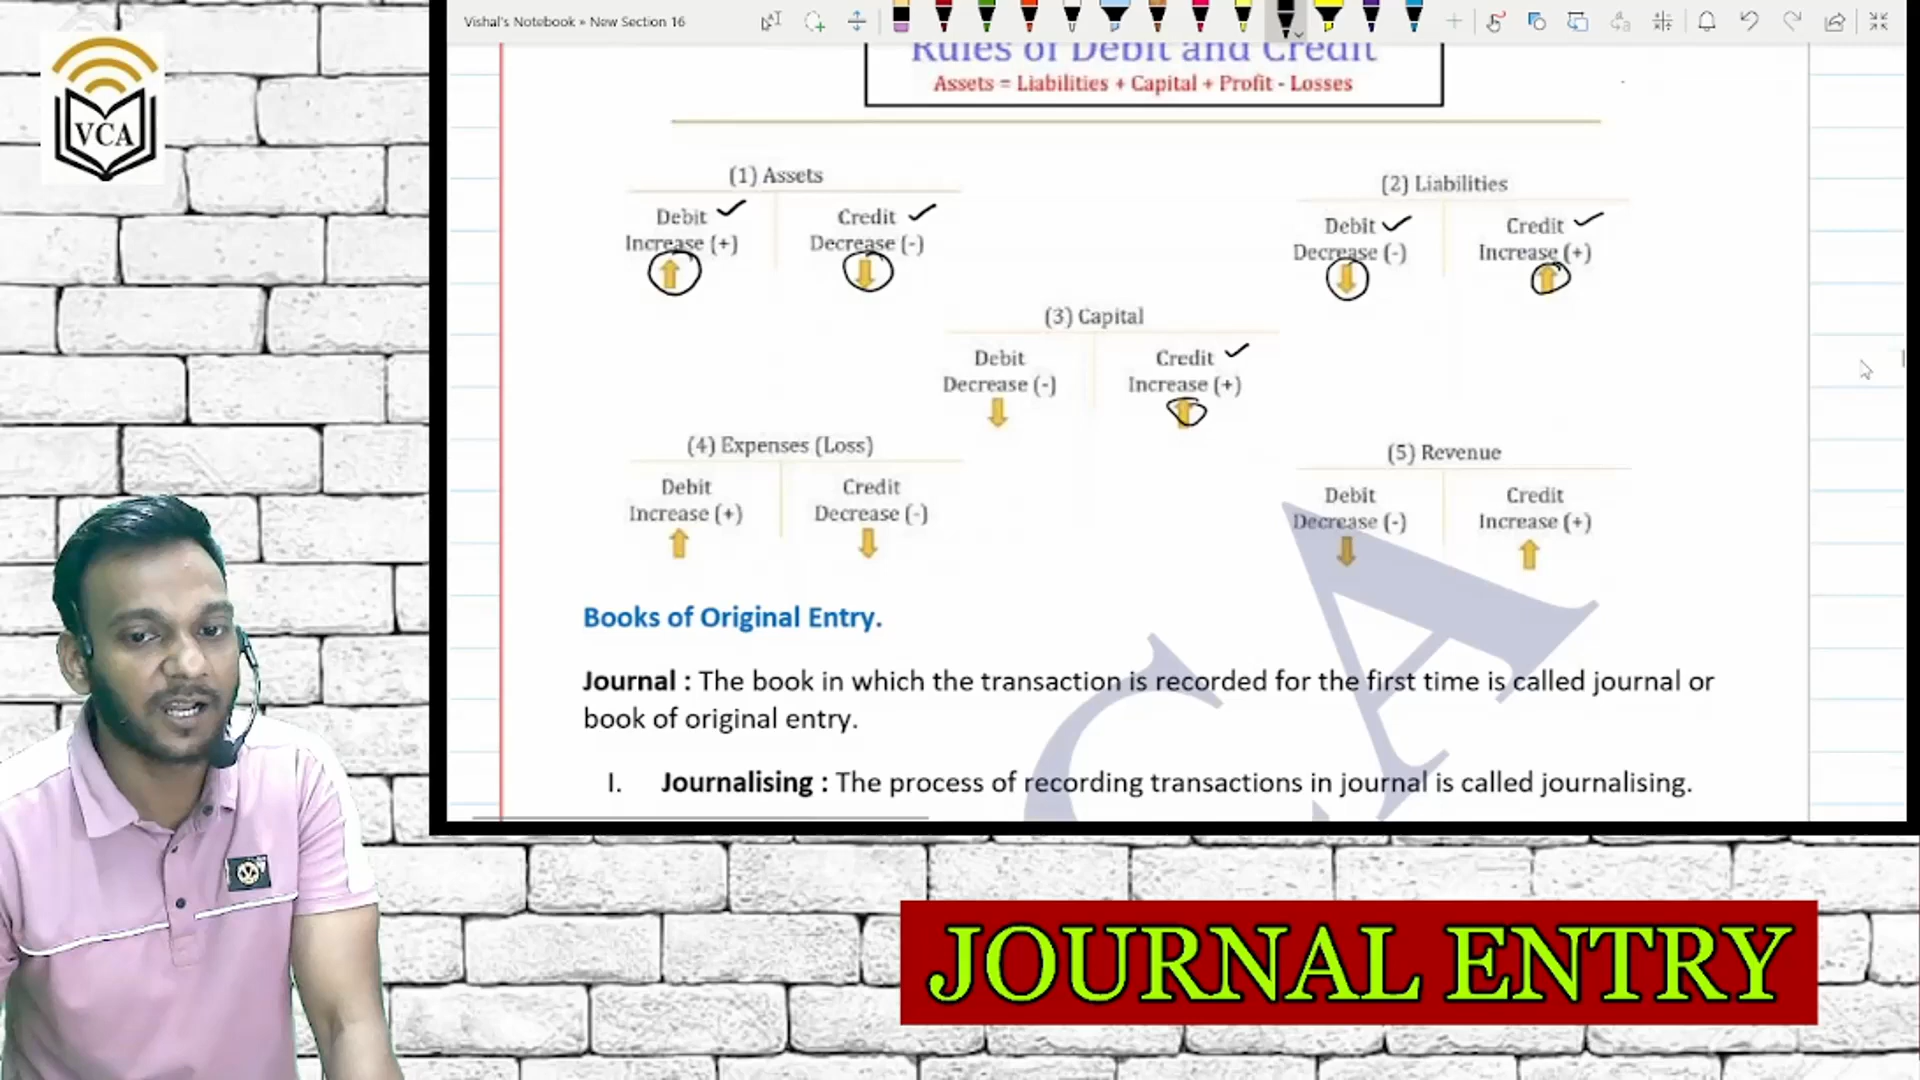 Vishal's Notebook » New Section 16
VCA
Rules of Debit and Credit
Assets = Liabilities + Capital + Profit - Losses
(1) Assets
Debit Credit
Increase (+) Decrease (-)
(2) Liabilities
Debit Credit
Decrease (-) Increase (+)
(3) Capital
Debit Credit
Decrease (-) Increase (+)
(4) Expenses (Loss)
Debit Credit
Increase (+) Decrease (-)
(5) Revenue
Debit Credit
Decrease (-) Increase (+)
Books of Original Entry.
Journal : The book in which the transaction is recorded for the first time is called journal or
book of original entry.
I. Journalising : The process of recording transactions in journal is called journalising.
CA
JOURNAL ENTRY